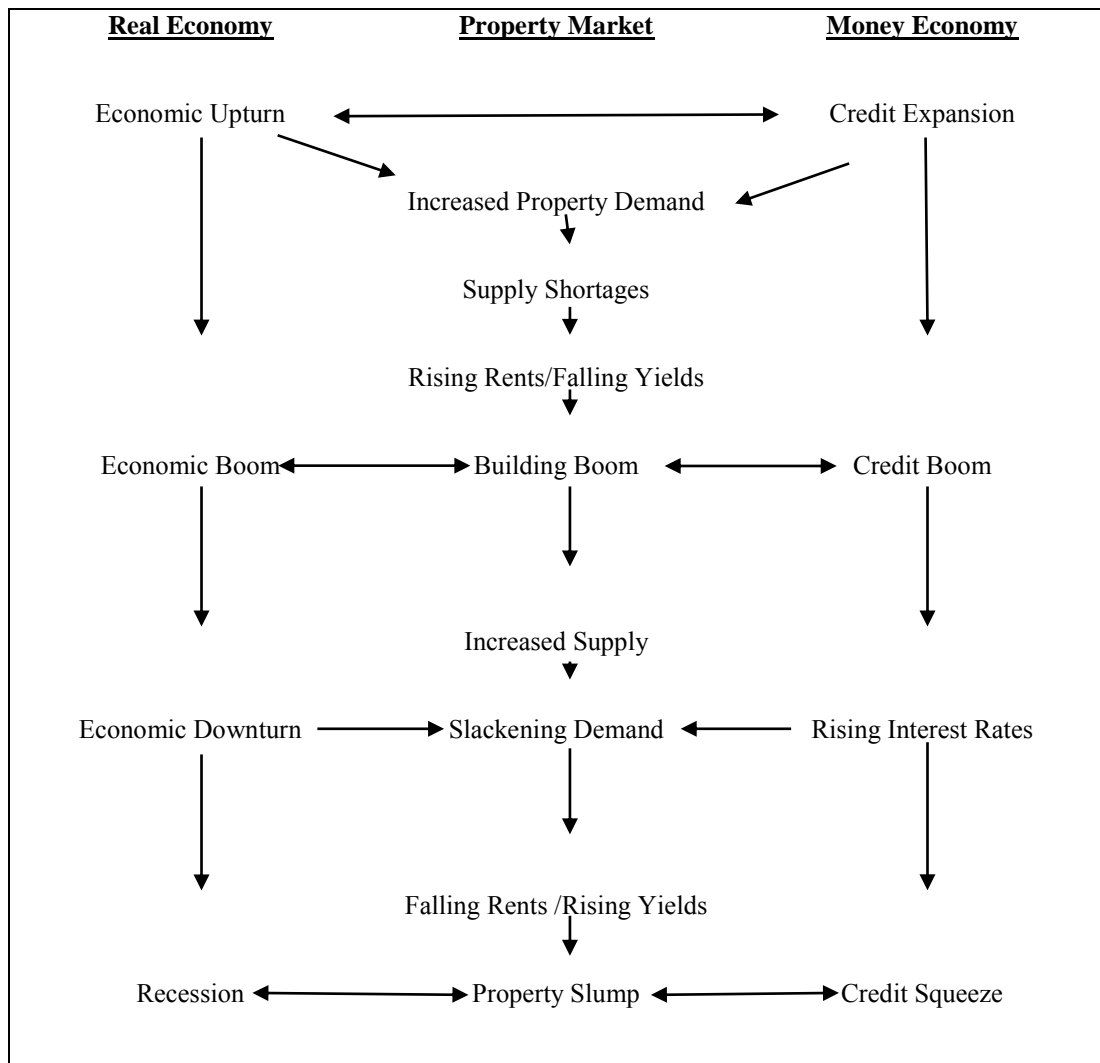 Real Economy Property Market Money Economy
Economic Upturn Credit Expansion
Increased Property Demand
Supply Shortages
Rising Rents/Falling Yields
Economic Boom Building Boom Credit Boom
Increased Supply
Economic Downturn Slackening Demand Rising Interest Rates
Falling Rents /Rising Yields
Recession Property Slump Credit Squeeze